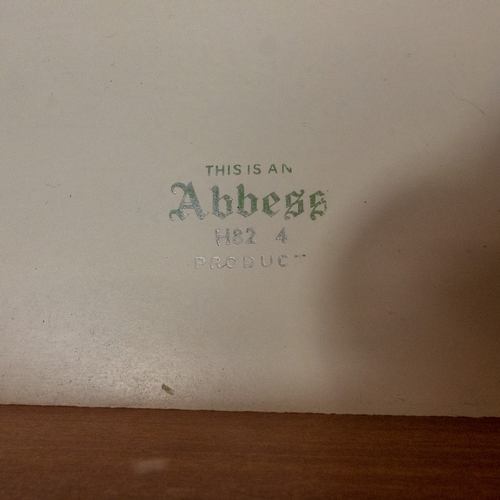 THIS IS AN
Abbess
H82 4
PRODUCT